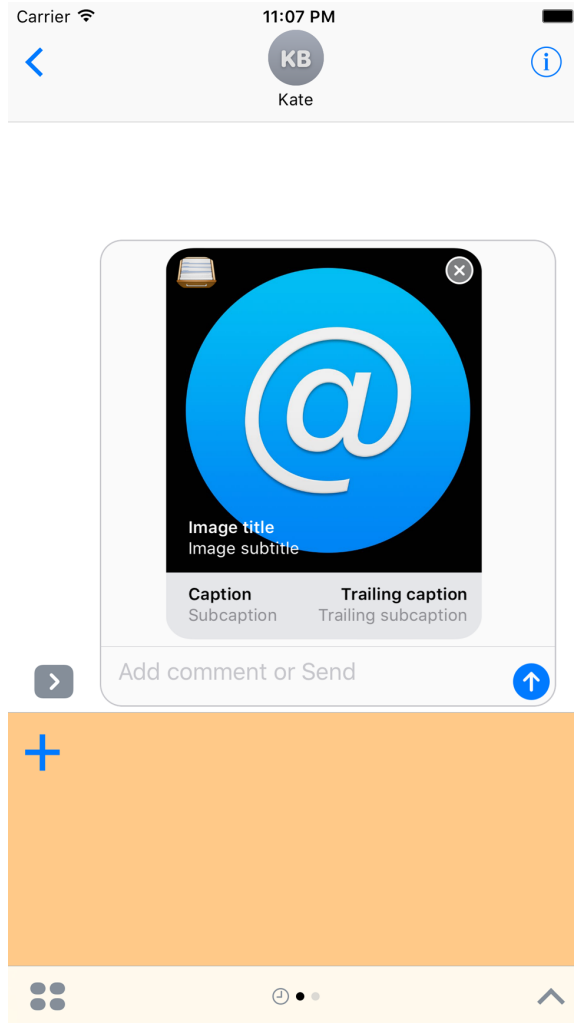 Carrier 11:07 PM
KB
Kate
@
Image title
Image subtitle
Caption Trailing caption
Subcaption Trailing subcaption
Add comment or Send